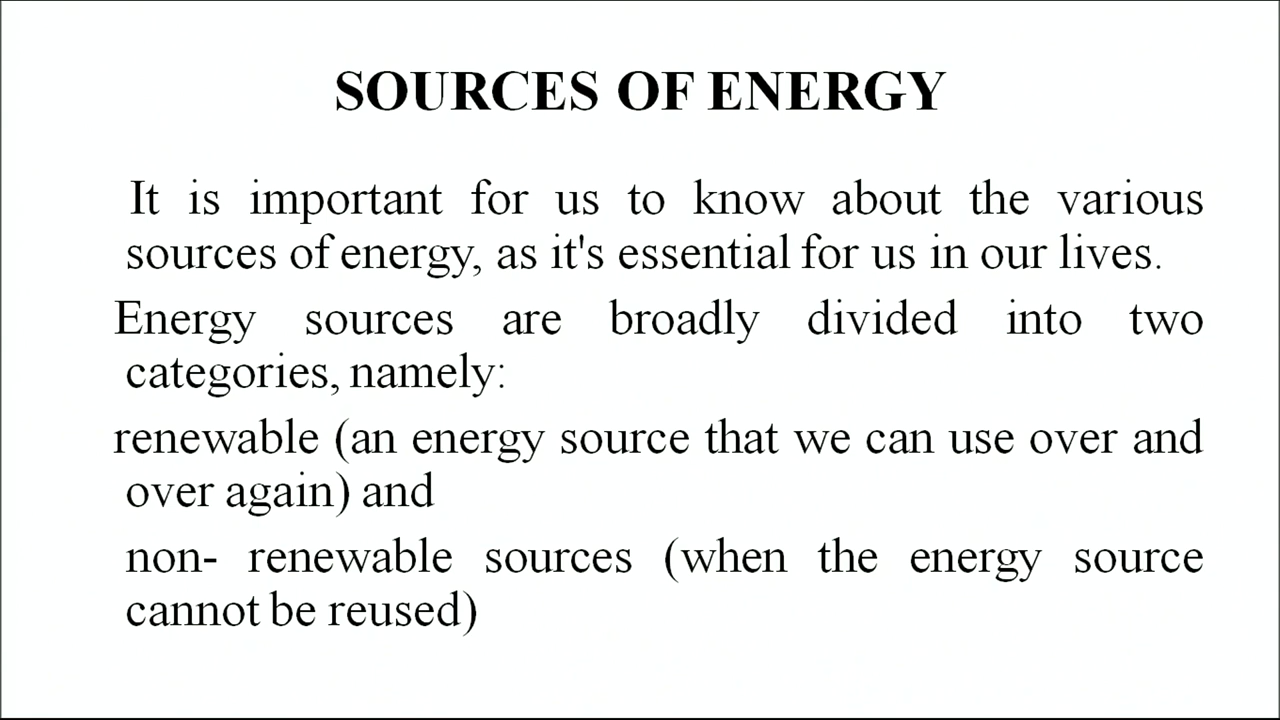 SOURCES OF ENERGY
It is important for us to know about the various
sources of energy, as it's essential for us in our lives.
Energy sources are broadly divided into two
categories, namely:
renewable (an energy source that we can use over and
over again) and
non- renewable sources (when the energy source
cannot be reused)